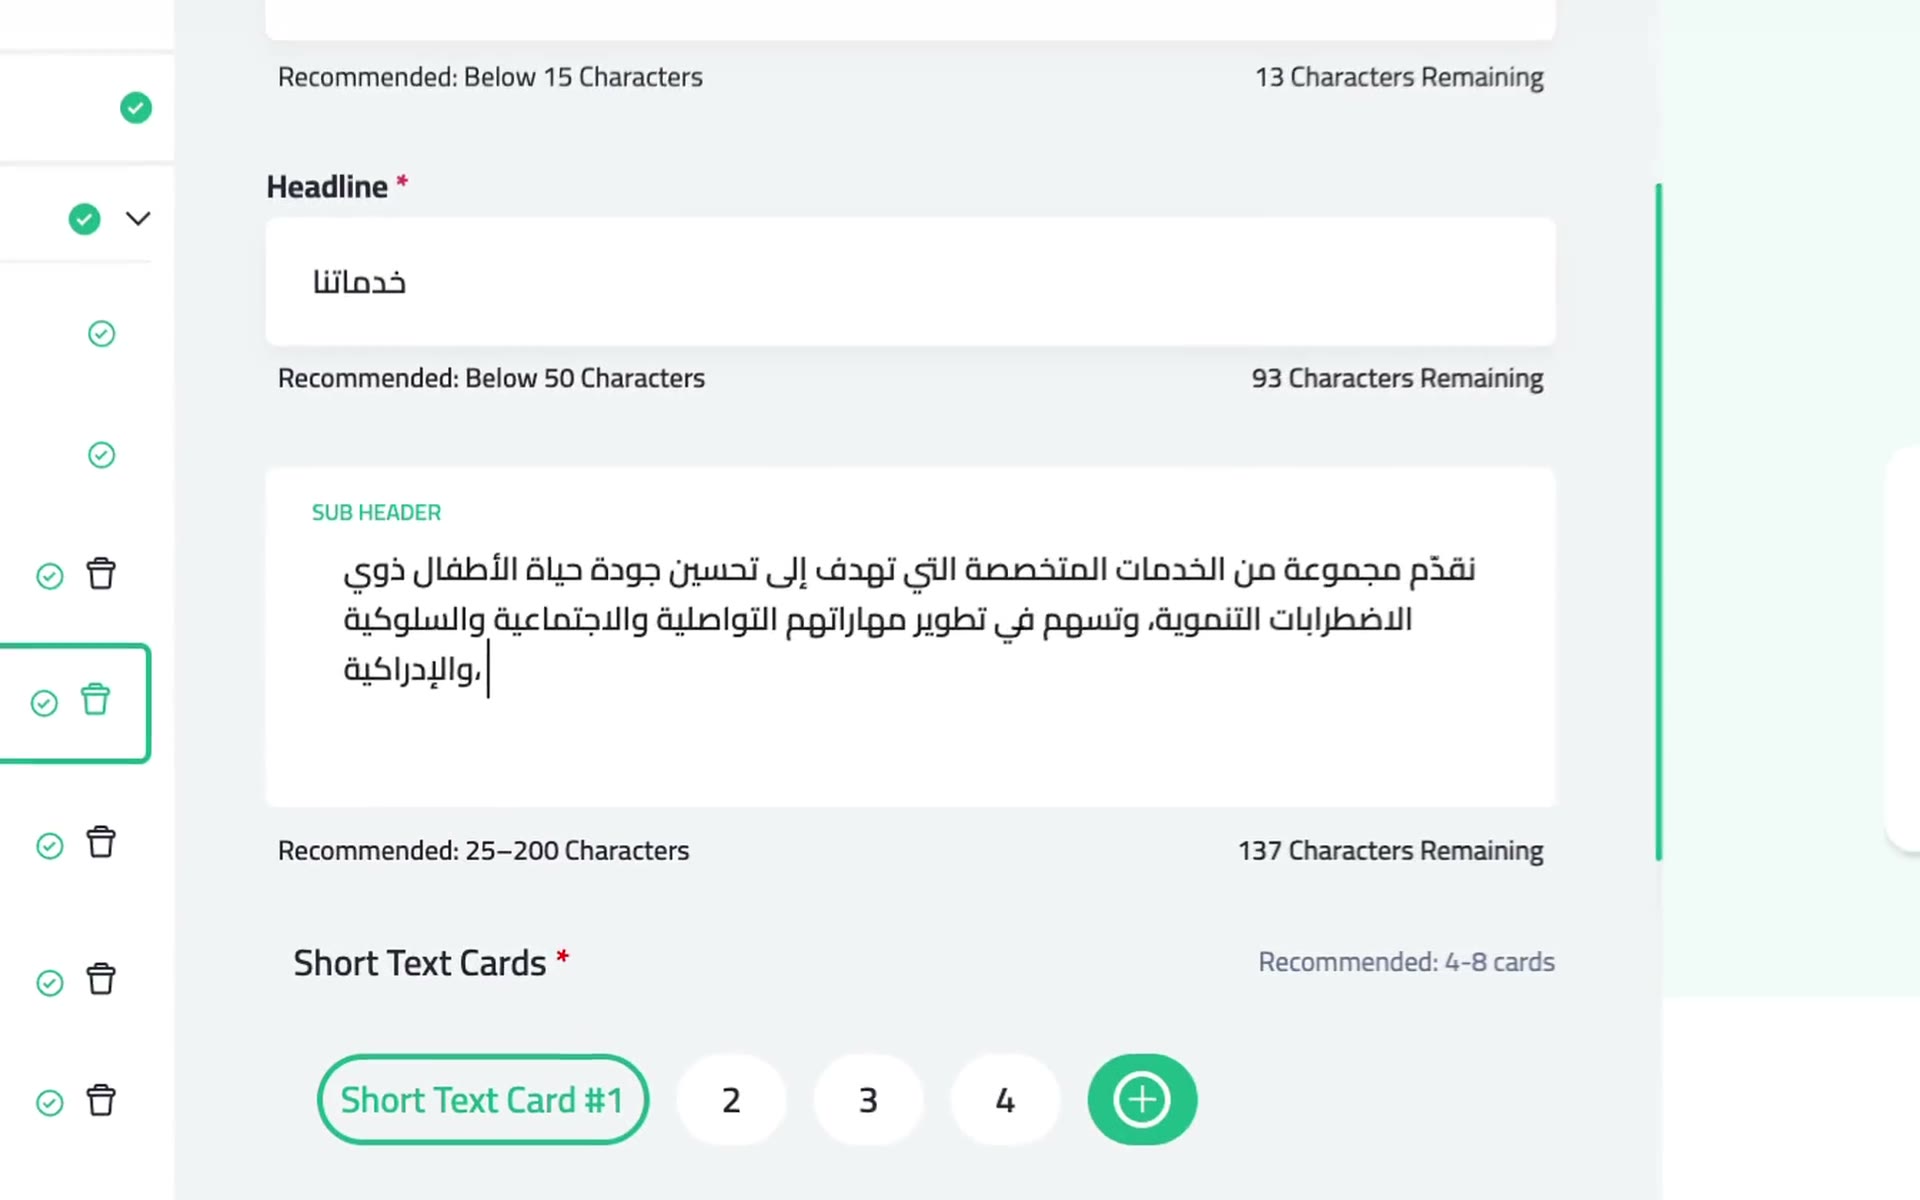 Recommended: Below 15 Characters
13 Characters Remaining
Headline *
خدماتنا
Recommended: Below 50 Characters
93 Characters Remaining
SUB HEADER
نقدّم مجموعة من الخدمات المتخصصة التي تهدف إلى تحسين جودة حياة الأطفال ذوي
الاضطرابات التنموية، وتسهم في تطوير مهاراتهم التواصلية والاجتماعية والسلوكية
والإدراكية،
Recommended: 25–200 Characters
137 Characters Remaining
Short Text Cards *
Recommended: 4-8 cards
Short Text Card #1
2
3
4